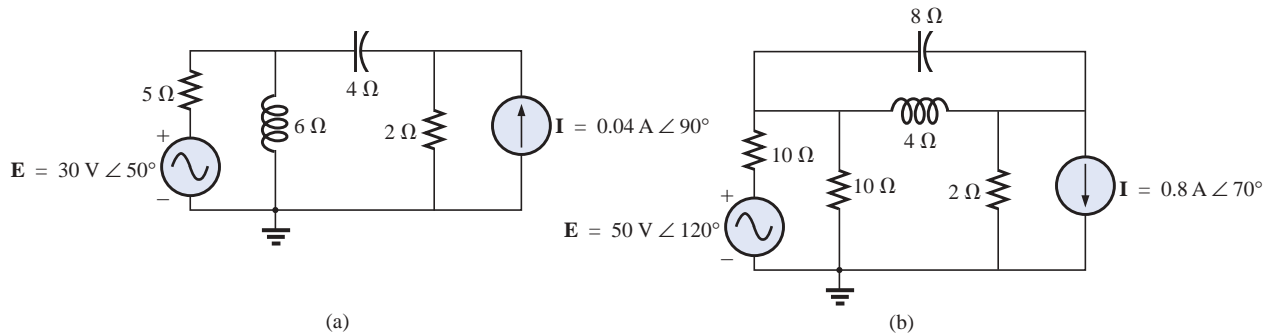 5 Ω
4 Ω
6 Ω
2 Ω
+
E = 30 V ∠ 50°
–
I = 0.04 A ∠ 90°
(a)
8 Ω
4 Ω
10 Ω
10 Ω
2 Ω
+
E = 50 V ∠ 120°
–
I = 0.8 A ∠ 70°
(b)